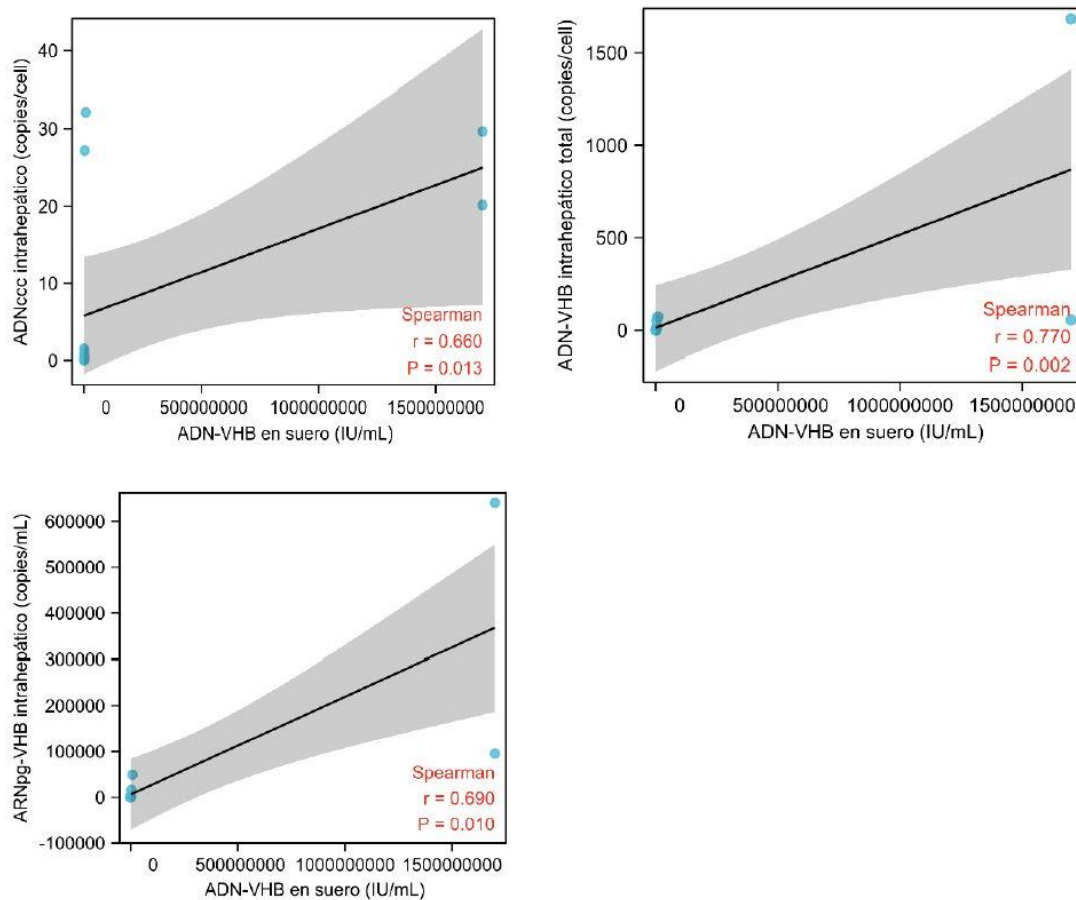 ADNccc intrahepático (copies/cell)
40
30
20
10
0
Spearman
r = 0.660
P = 0.013
0 500000000 1000000000 1500000000
ADN-VHB en suero (IU/mL)
ADN-VHB intrahepático total (copies/cell)
1500
1000
500
0
Spearman
r = 0.770
P = 0.002
0 500000000 1000000000 1500000000
ADN-VHB en suero (IU/mL)
ARNpg-VHB intrahepático (copies/mL)
600000
500000
400000
300000
200000
100000
0
-100000
Spearman
r = 0.690
P = 0.010
0 500000000 1000000000 1500000000
ADN-VHB en suero (IU/mL)